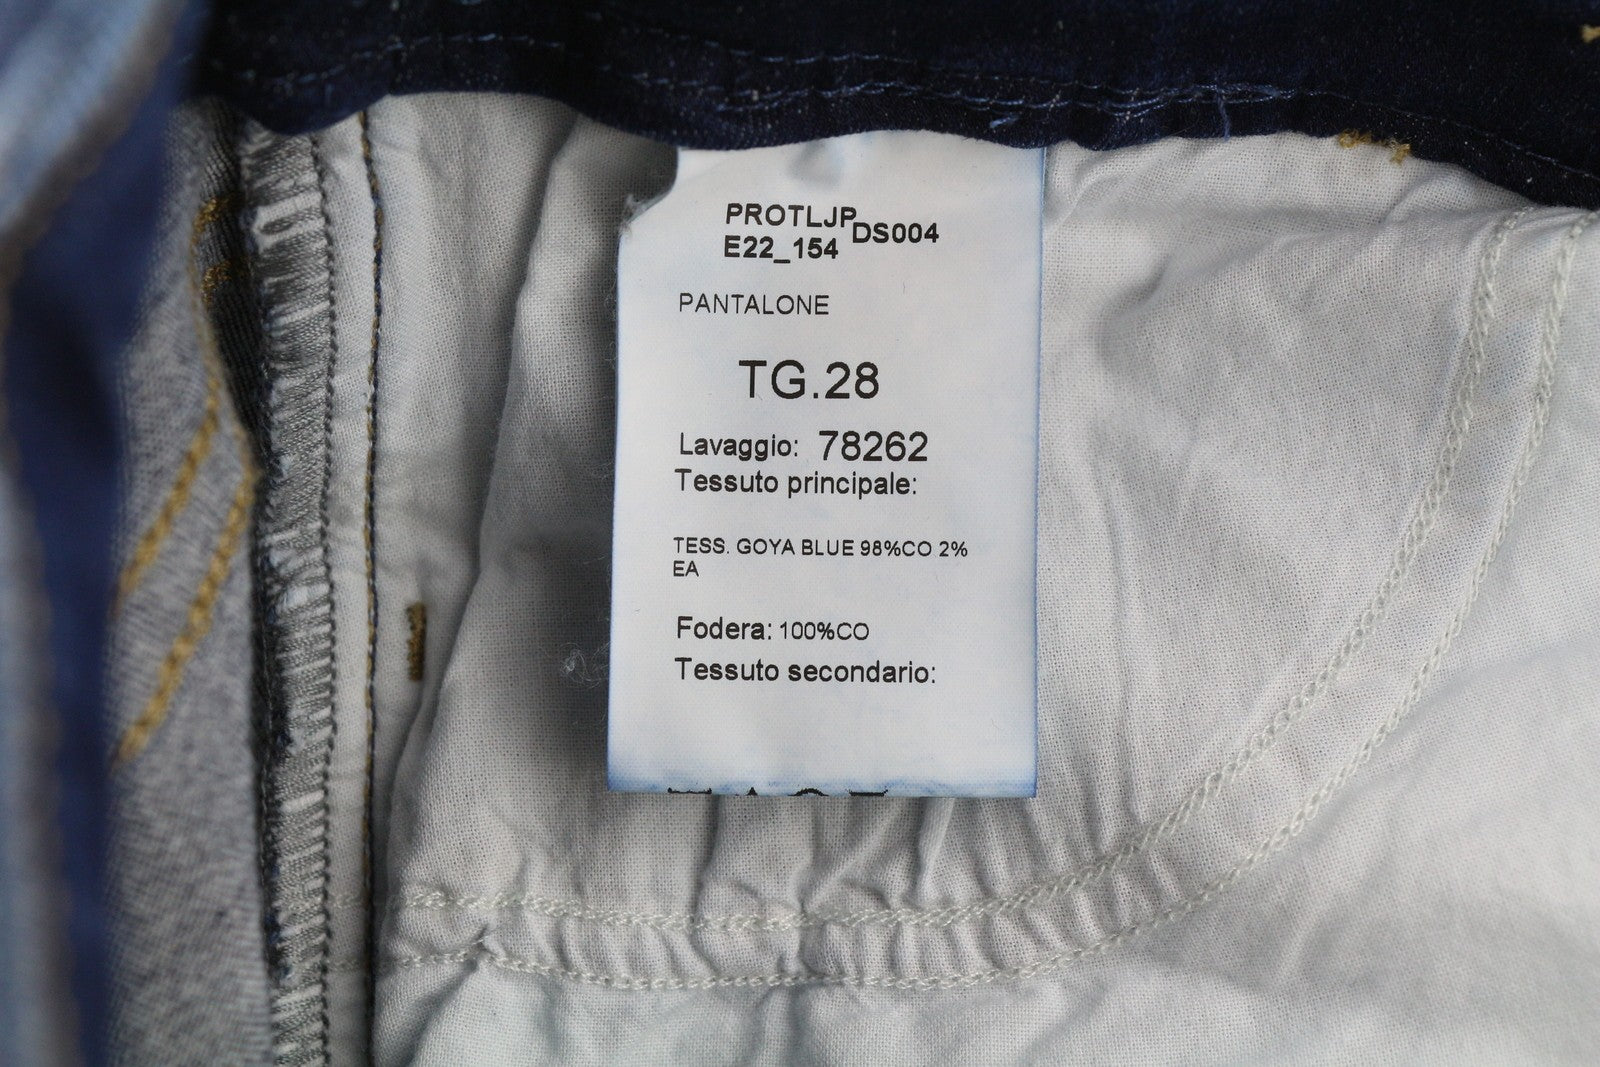 PROTLJP DS004
E22_154
PANTALONE
TG.28
Lavaggio: 78262
Tessuto principale:
TESS. GOYA BLUE 98%CO 2%
EA
Fodera: 100%CO
Tessuto secondario: